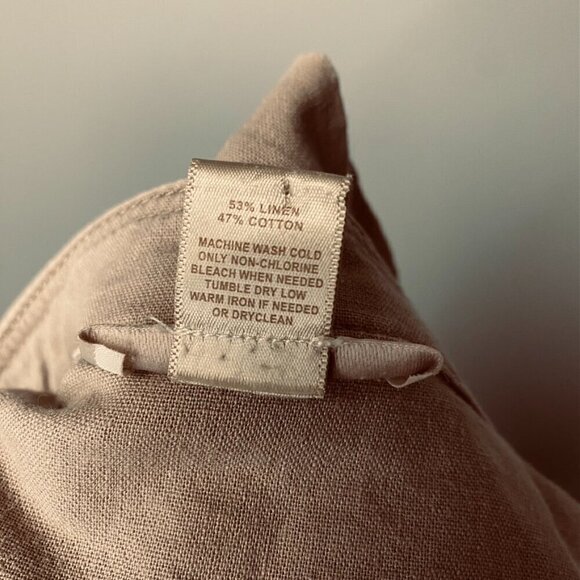 53% LINEN
47% COTTON
MACHINE WASH COLD
ONLY NON-CHLORINE
BLEACH WHEN NEEDED
TUMBLE DRY LOW
WARM IRON IF NEEDED
OR DRYCLEAN